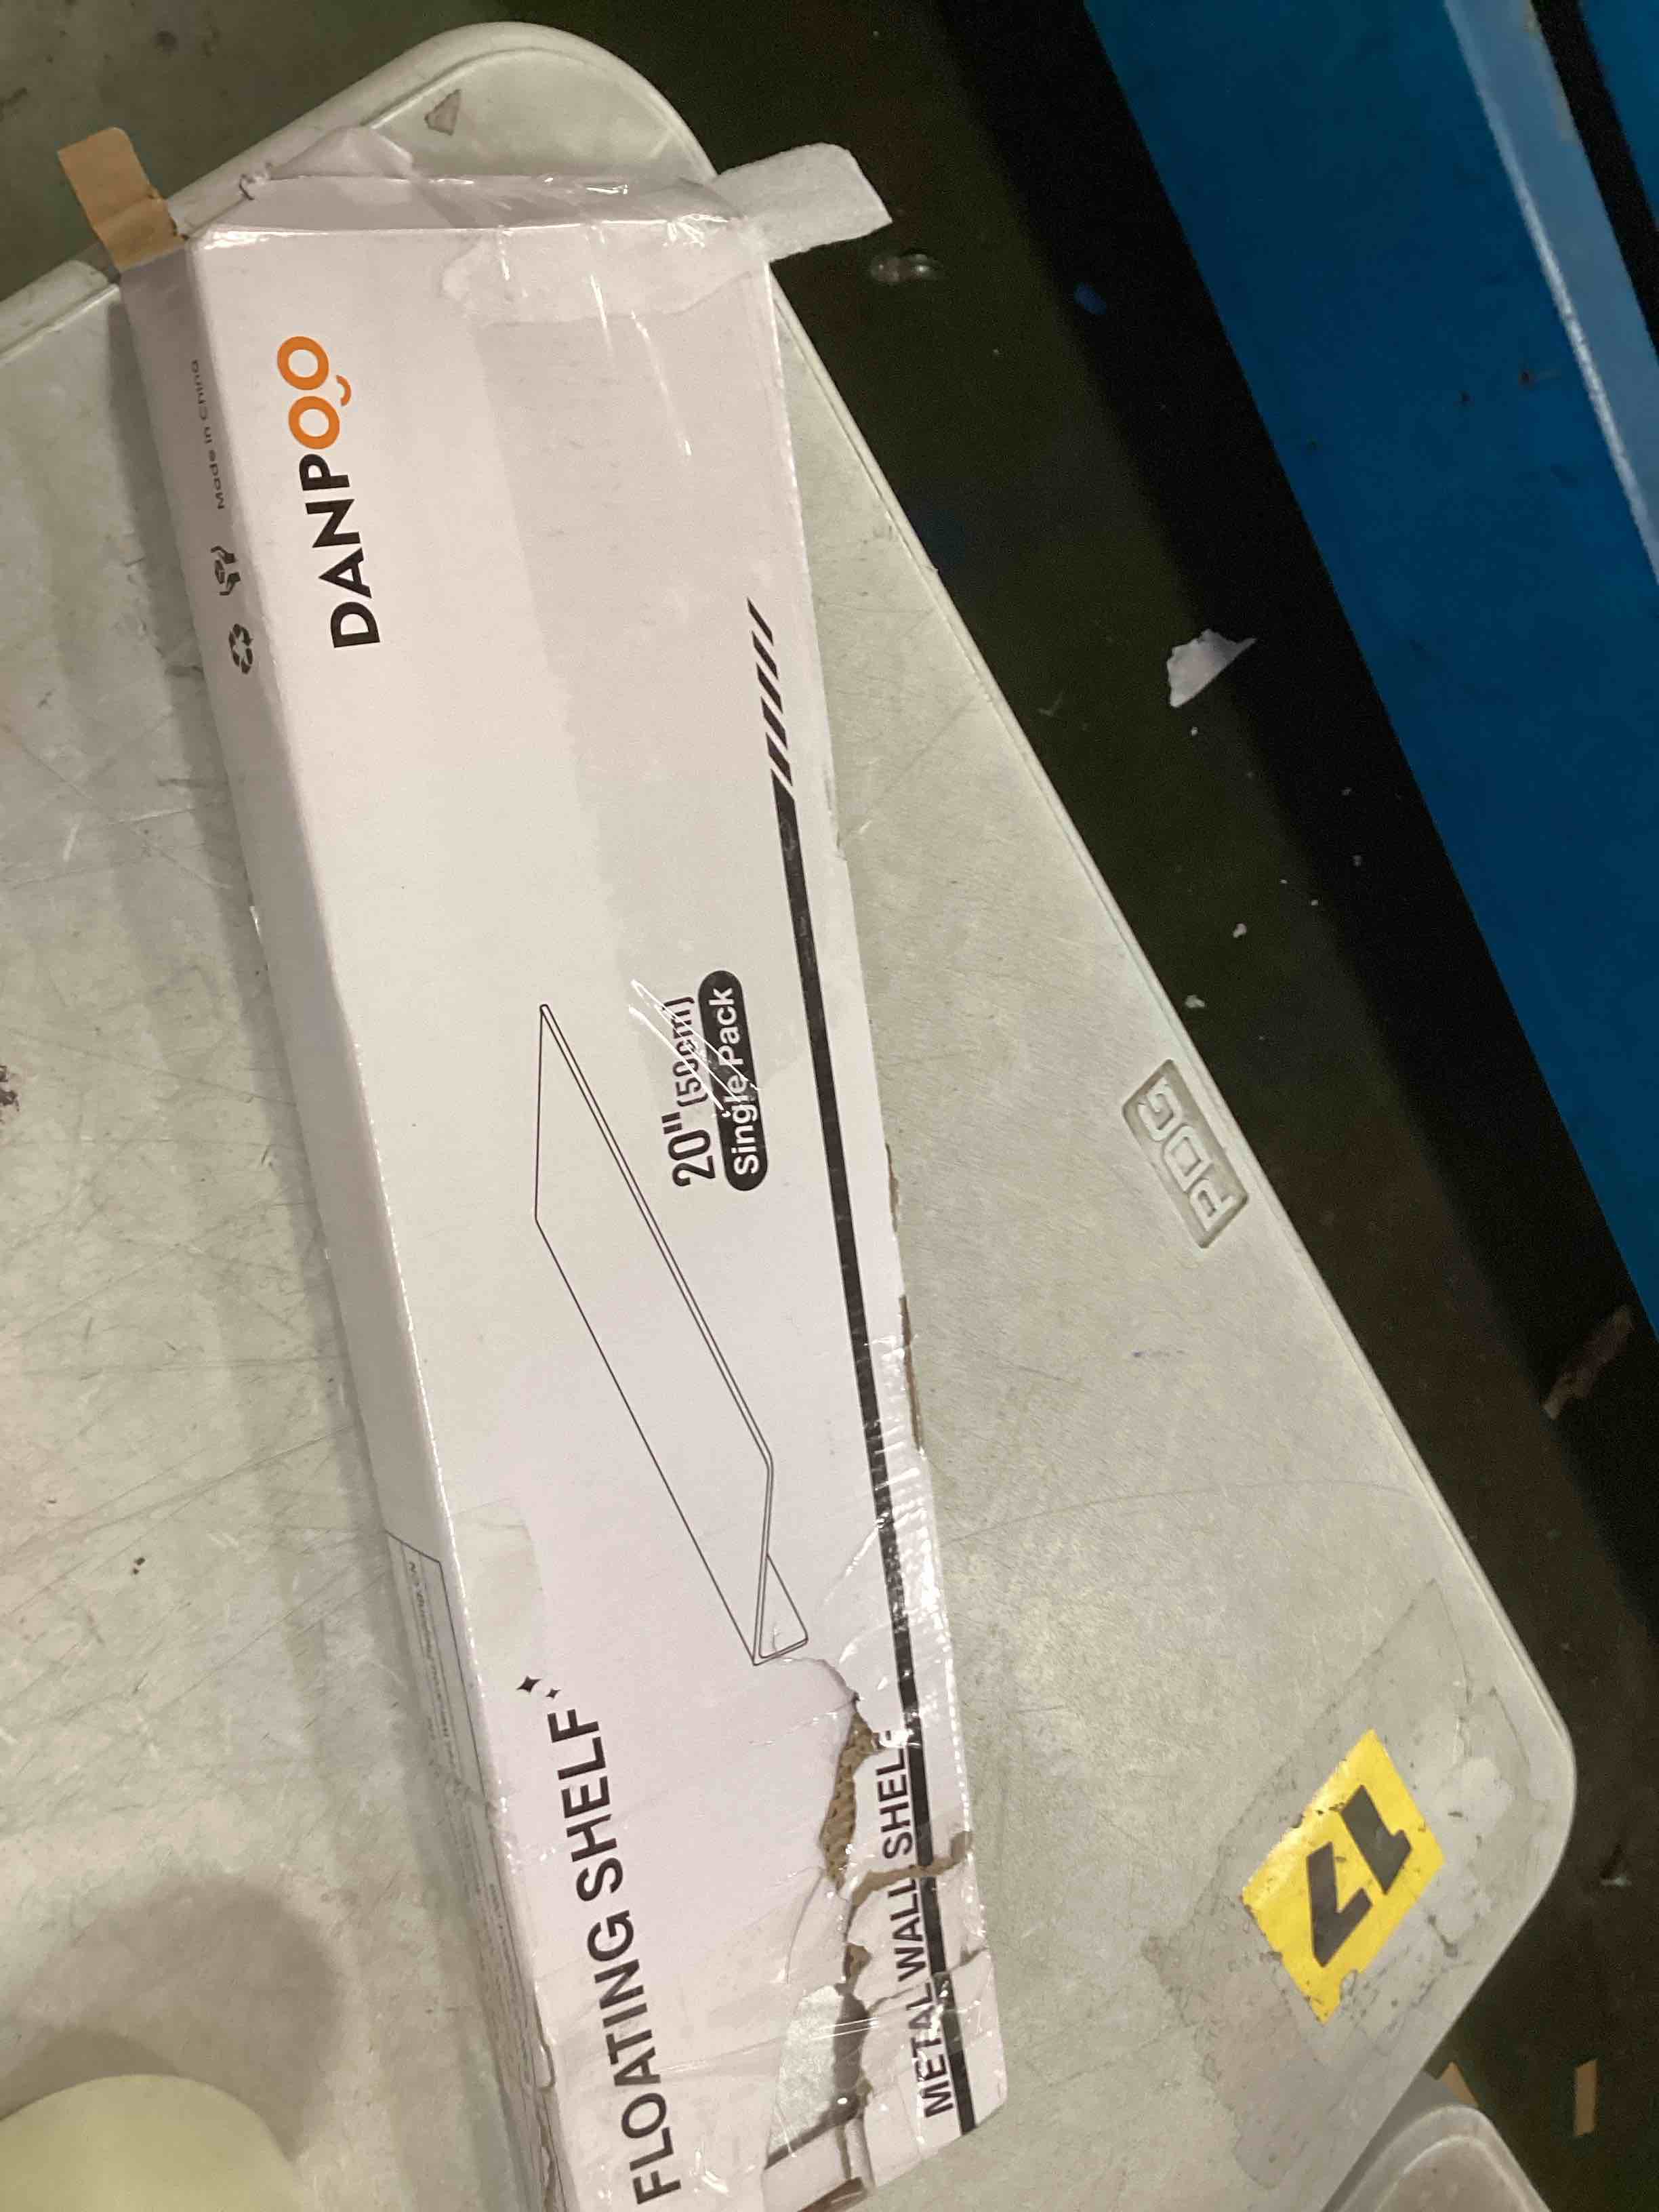 DANPOO
Made in China
20" (50cm)
Single Pack
FLOATING SHELF
METAL WALL SHELF
PDG
17